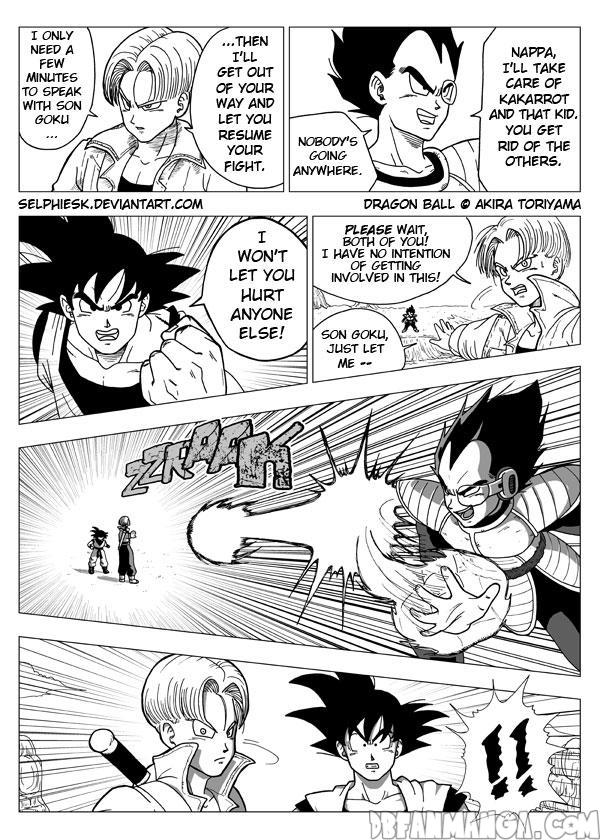 I ONLY
NEED A
FEW
MINUTES
TO SPEAK
WITH SON
GOKU
...
...THEN
I'LL
GET OUT
OF YOUR
WAY AND
LET YOU
RESUME
YOUR
FIGHT.
NOBODY'S
GOING
ANYWHERE.
NAPPA,
I'LL TAKE
CARE OF
KAKARROT
AND THAT KID.
YOU GET
RID OF THE
OTHERS.
SELPHIESK.DEVIANTART.COM
DRAGON BALL © AKIRA TORIYAMA
I
WON'T
LET YOU
HURT
ANYONE
ELSE!
PLEASE WAIT,
BOTH OF YOU!
I HAVE NO INTENTION
OF GETTING
INVOLVED IN THIS!
SON GOKU,
JUST LET
ME --
!!
DBFANMANGA.COM